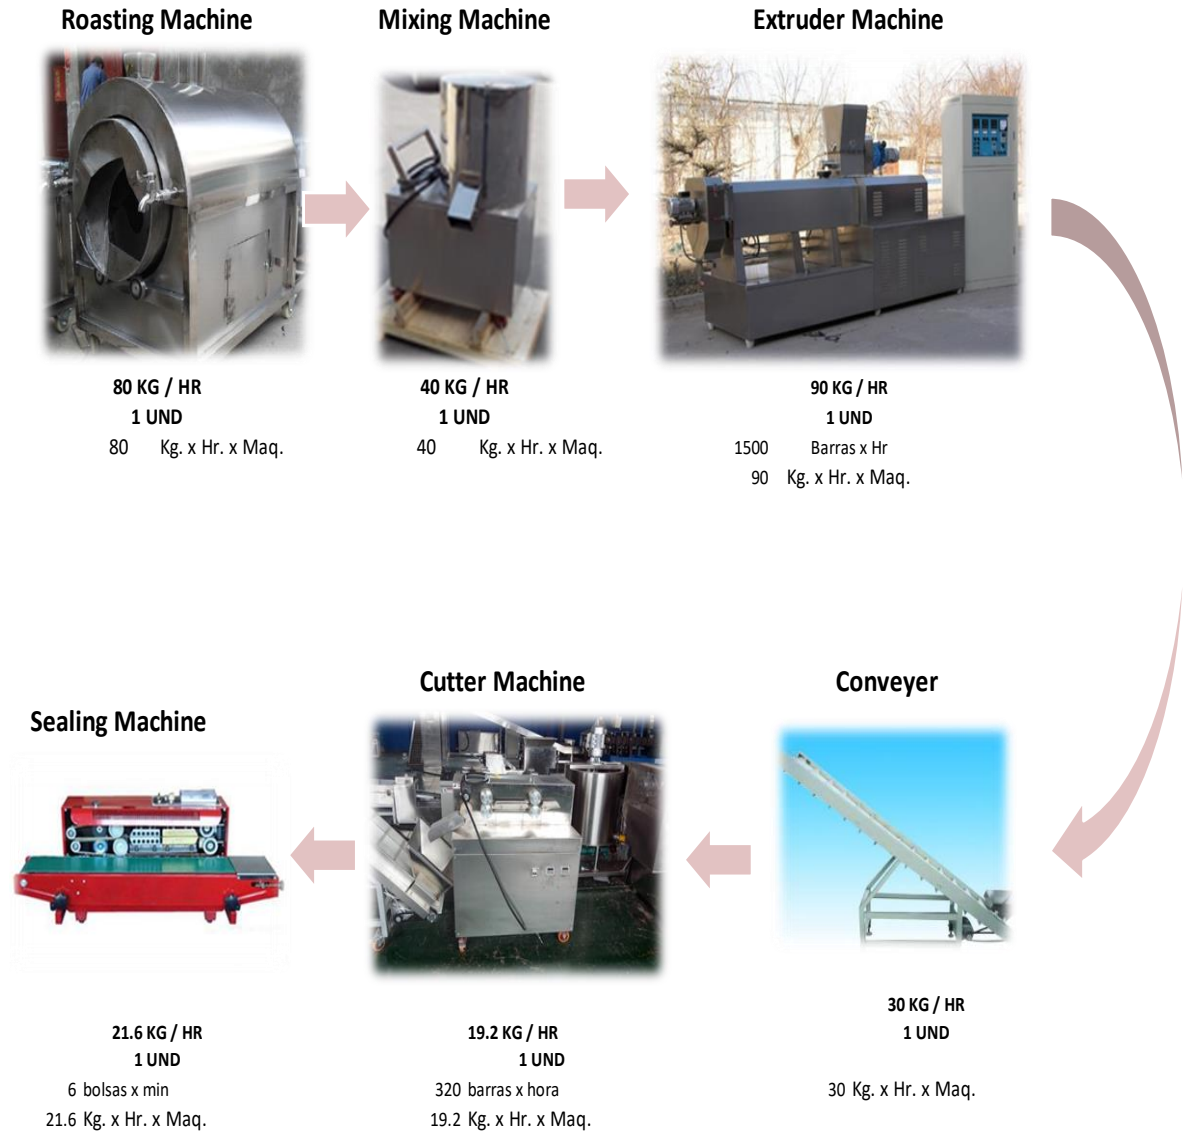 Roasting Machine
Mixing Machine
Extruder Machine
80 KG / HR
1 UND
80 Kg. x Hr. x Maq.
40 KG / HR
1 UND
40 Kg. x Hr. x Maq.
90 KG / HR
1 UND
1500 Barras x Hr
90 Kg. x Hr. x Maq.
Sealing Machine
Cutter Machine
Conveyer
21.6 KG / HR
1 UND
6 bolsas x min
21.6 Kg. x Hr. x Maq.
19.2 KG / HR
1 UND
320 barras x hora
19.2 Kg. x Hr. x Maq.
30 KG / HR
1 UND
30 Kg. x Hr. x Maq.